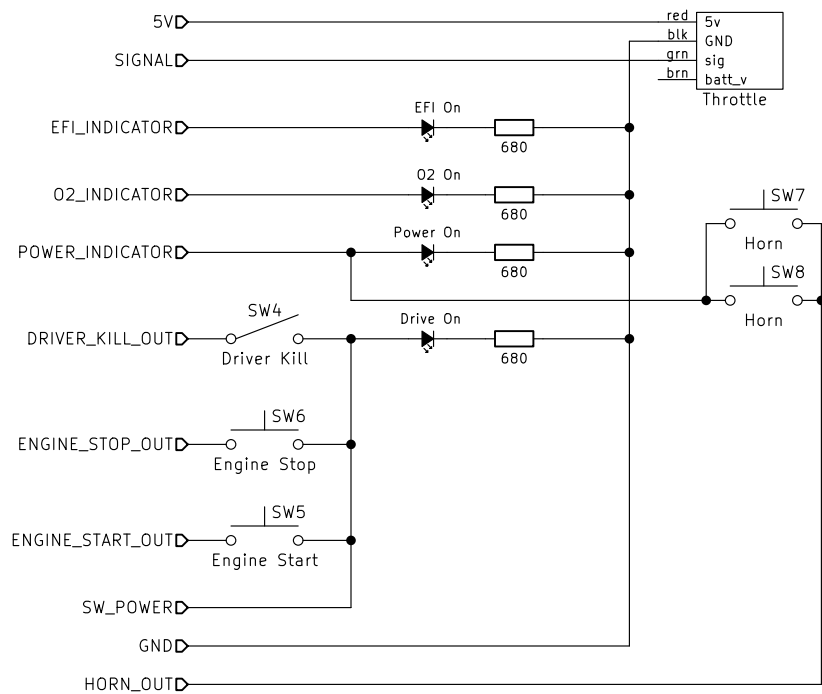 5V
red
5v
blk
GND
SIGNAL
grn
sig
brn
batt_v
Throttle
EFI On
EFI_INDICATOR
680
O2 On
O2_INDICATOR
680
SW7
Horn
Power On
POWER_INDICATOR
680
SW8
Horn
SW4
Drive On
DRIVER_KILL_OUT
Driver Kill
680
SW6
ENGINE_STOP_OUT
Engine Stop
SW5
ENGINE_START_OUT
Engine Start
SW_POWER
GND
HORN_OUT